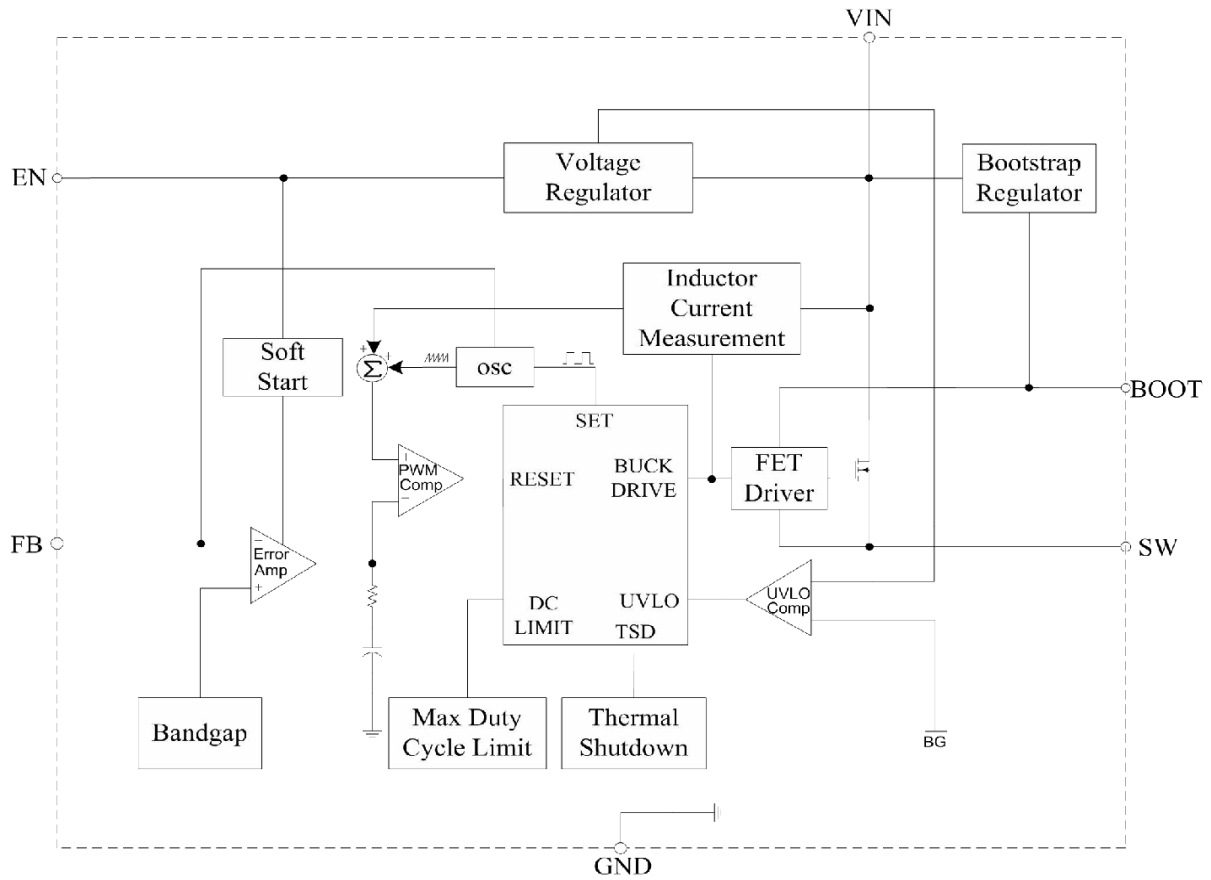 VIN
EN
Voltage
Regulator
Bootstrap
Regulator
Inductor
Current
Measurement
Soft
Start
+
+
Σ
osc
BOOT
SET
PWM
Comp
−
RESET
BUCK
DRIVE
FET
Driver
FB
−
Error
Amp
+
SW
UVLO
Comp
DC
LIMIT
UVLO
TSD
Bandgap
Max Duty
Cycle Limit
Thermal
Shutdown
BG
GND